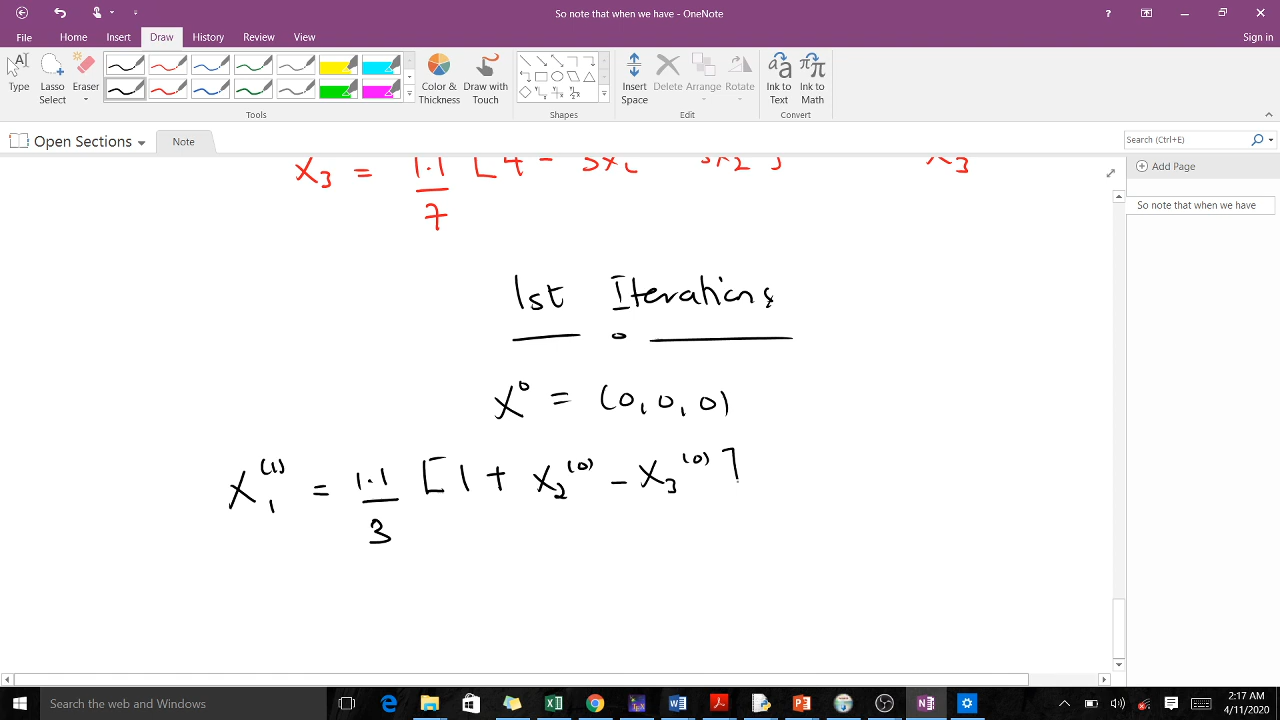 So note that when we have - OneNote
File Home Insert Draw History Review View Sign in
Type Lasso Select Eraser Color & Thickness Draw with Touch Insert Space Delete Arrange Rotate Ink to Text Ink to Math
Tools Shapes Edit Convert
Open Sections Note Search (Ctrl+E)
Add Page
So note that when we have
X₃ = 1.1/7 [4 -
1st Iterations
X⁰ = (0, 0, 0)
X₁⁽¹⁾ = 1.1/3 [1 + X₂⁽⁰⁾ - X₃⁽⁰⁾]
Search the web and Windows
2:17 AM
4/11/2020